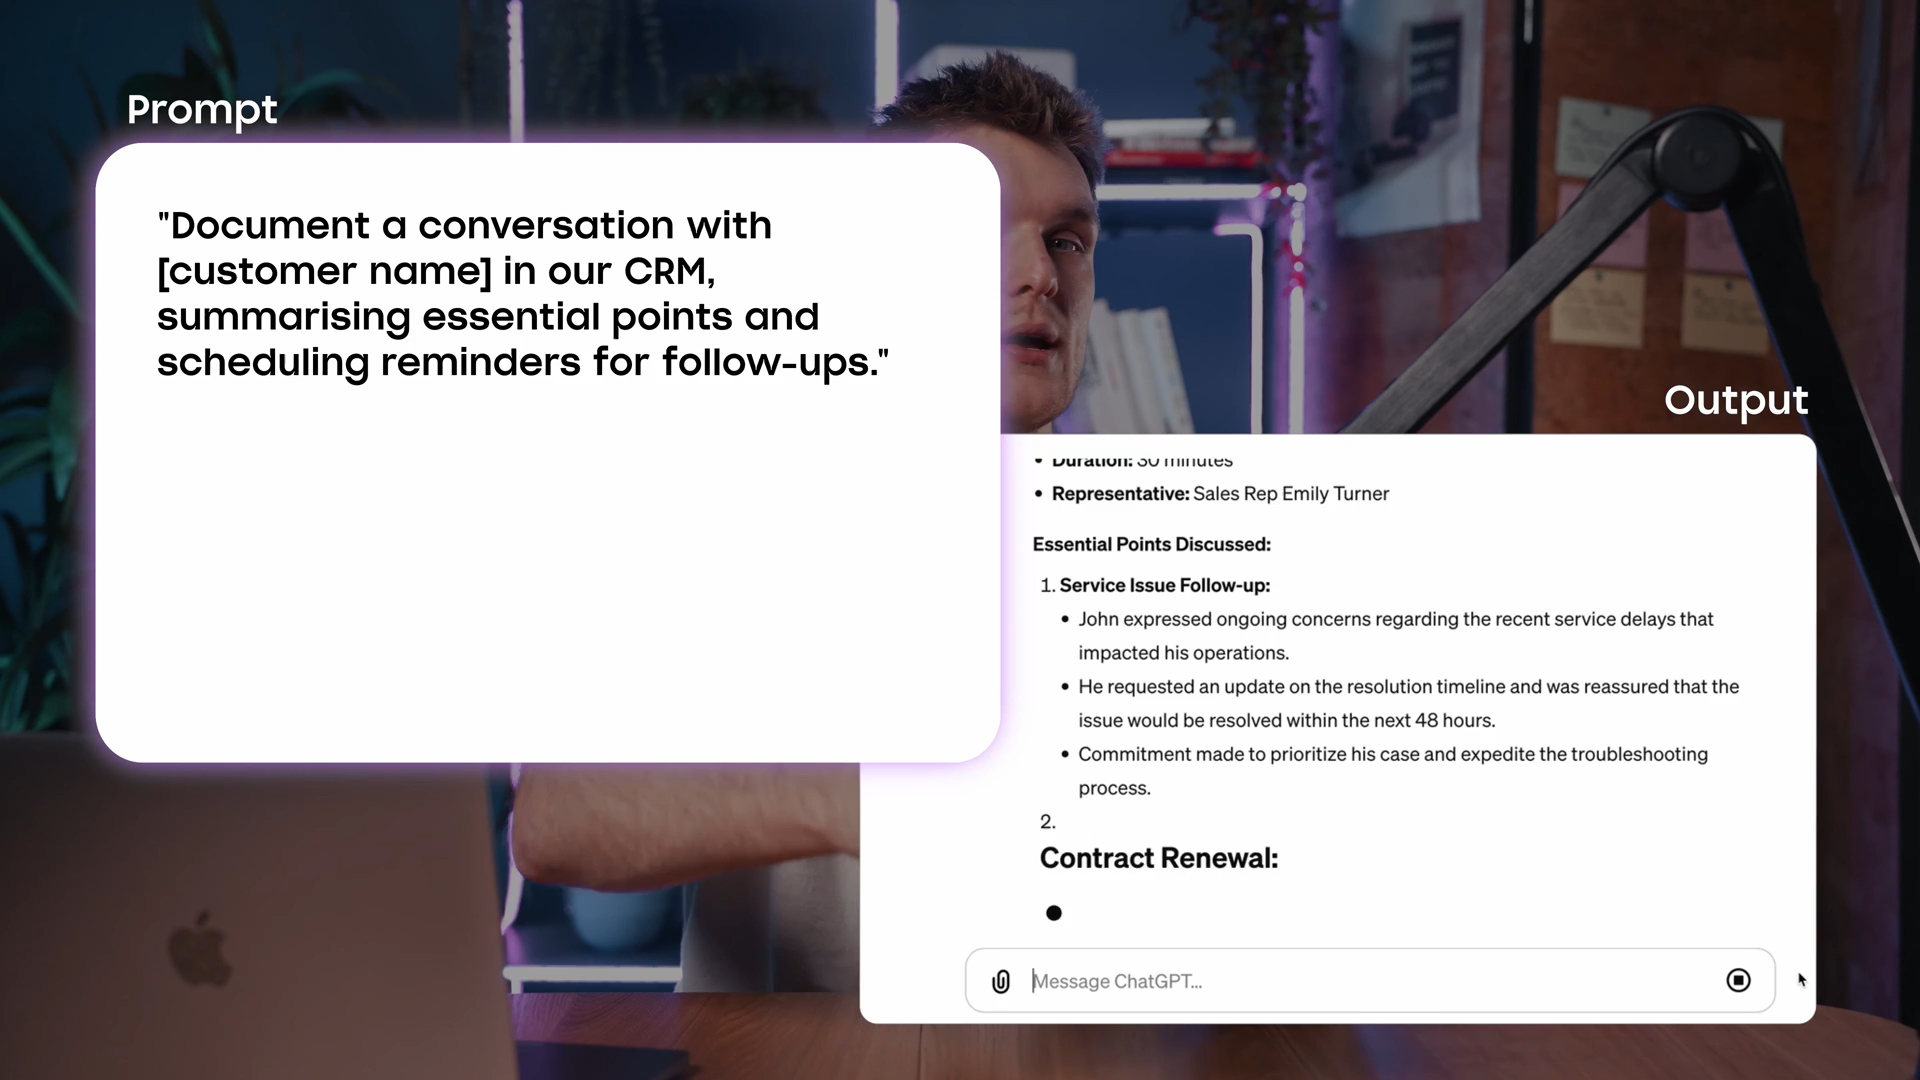 Prompt
"Document a conversation with
[customer name] in our CRM,
summarising essential points and
scheduling reminders for follow-ups."
Output
• Duration: 30 minutes
• Representative: Sales Rep Emily Turner
Essential Points Discussed:
1. Service Issue Follow-up:
• John expressed ongoing concerns regarding the recent service delays that
impacted his operations.
• He requested an update on the resolution timeline and was reassured that the
issue would be resolved within the next 48 hours.
• Commitment made to prioritize his case and expedite the troubleshooting
process.
2.
Contract Renewal:
Message ChatGPT...